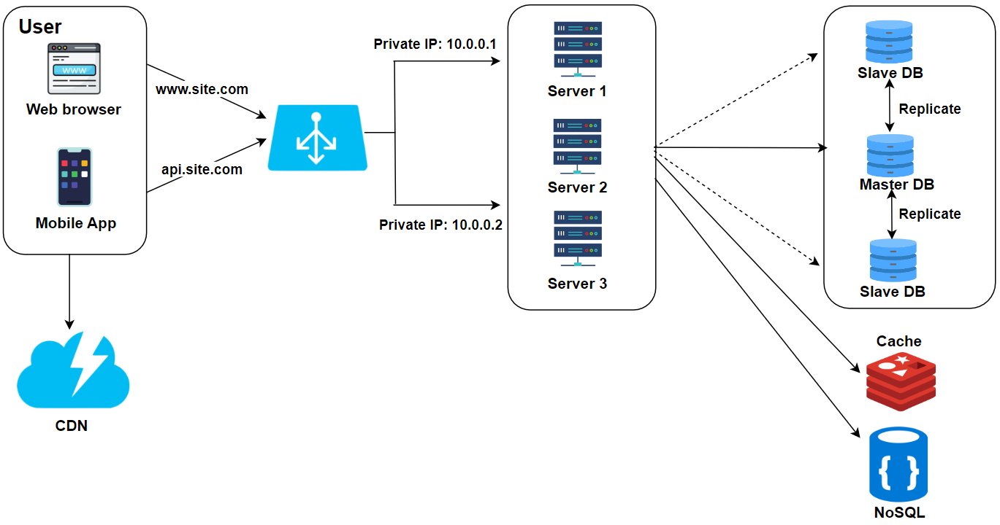 User
WWW
Web browser
Mobile App
www.site.com
api.site.com
CDN
Private IP: 10.0.0.1
Private IP: 10.0.0.2
Server 1
Server 2
Server 3
Slave DB
Replicate
Master DB
Replicate
Slave DB
Cache
{ }
NoSQL